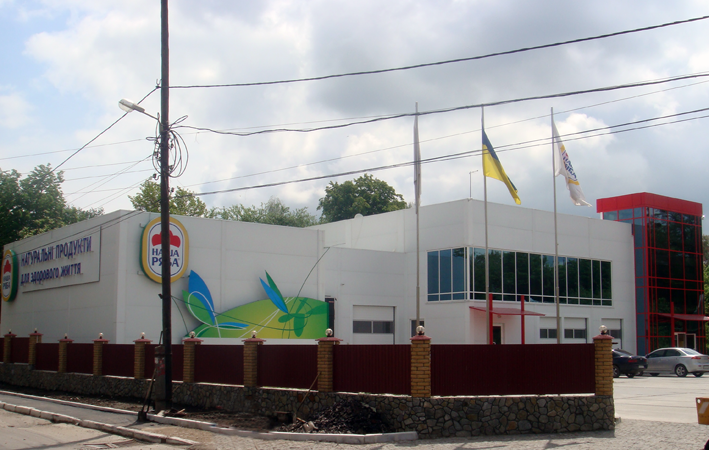 НАТУРАЛЬНІ ПРОДУКТИ
ДЛЯ ЗДОРОВОГО ЖИТТЯ
НАША
РЯБА